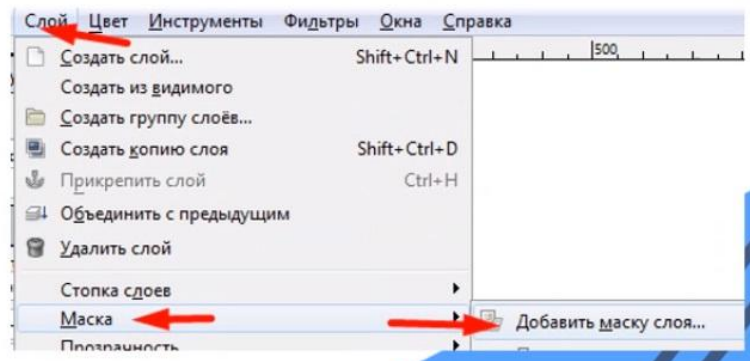 Слой Цвет Инструменты Фильтры Окна Справка
Создать слой... Shift+Ctrl+N
500
Создать из видимого
Создать группу слоёв...
Создать копию слоя Shift+Ctrl+D
Прикрепить слой Ctrl+H
Объединить с предыдущим
Удалить слой
Стопка слоев
Маска
Добавить маску слоя...
Прозрачность